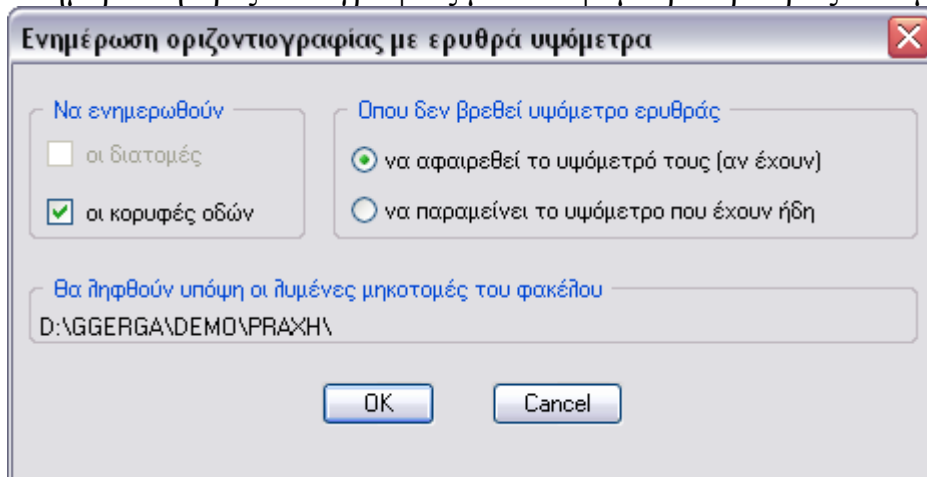 Ενημέρωση οριζοντιογραφίας με ερυθρά υψόμετρα
Να ενημερωθούν
οι διατομές
οι κορυφές οδών
Οπου δεν βρεθεί υψόμετρο ερυθράς
να αφαιρεθεί το υψόμετρό τους (αν έχουν)
να παραμείνει το υψόμετρο που έχουν ήδη
Θα ληφθούν υπόψη οι λυμένες μηκοτομές του φακέλου
D:\GGERGA\DEMO\PRAXH\
OK
Cancel